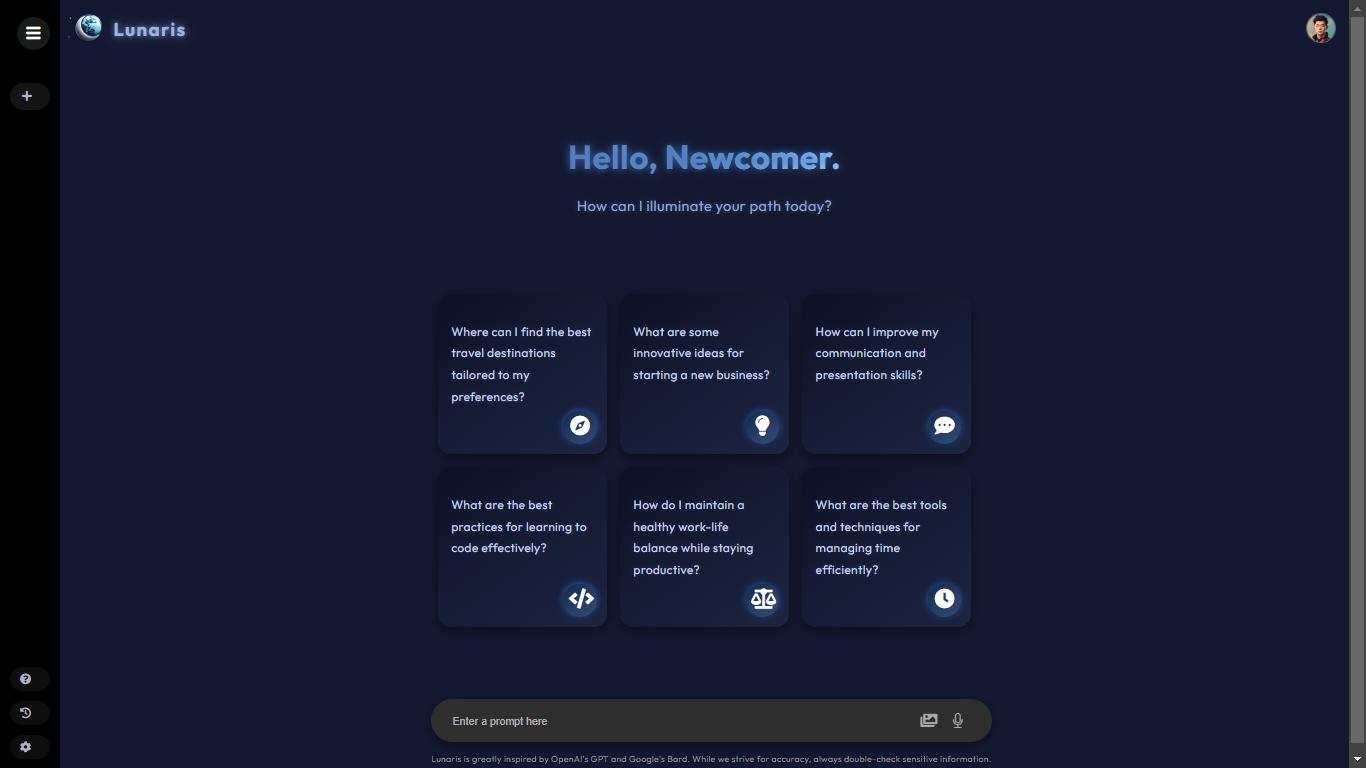 Lunaris
Hello, Newcomer.
How can I illuminate your path today?
Where can I find the best
travel destinations
tailored to my
preferences?
What are some
innovative ideas for
starting a new business?
How can I improve my
communication and
presentation skills?
What are the best
practices for learning to
code effectively?
How do I maintain a
healthy work-life
balance while staying
productive?
What are the best tools
and techniques for
managing time
efficiently?
Enter a prompt here
Lunaris is greatly inspired by OpenAI's GPT and Google's Bard. While we strive for accuracy, always double-check sensitive information.